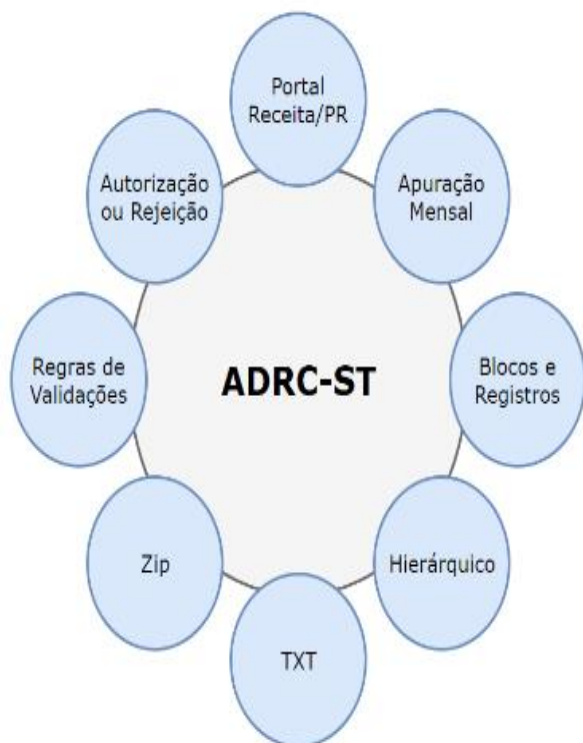 Portal
Receita/PR
Autorização
ou Rejeição
Apuração
Mensal
Regras de
Validações
ADRC-ST
Blocos e
Registros
Zip
Hierárquico
TXT